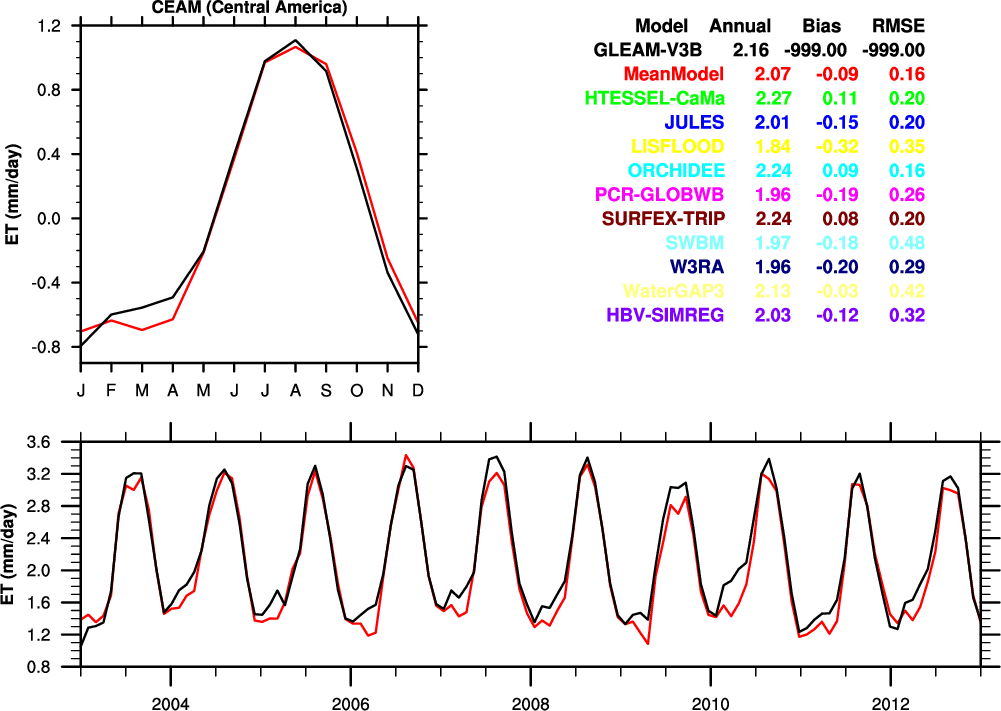 CEAM (Central America)
1.2
0.8
0.4
0.0
-0.4
-0.8
ET (mm/day)
J F M A M J J A S O N D
Model Annual Bias RMSE
GLEAM-V3B 2.16 -999.00 -999.00
MeanModel 2.07 -0.09 0.16
HTESSEL-CaMa 2.27 0.11 0.20
JULES 2.01 -0.15 0.20
LISFLOOD 1.84 -0.32 0.35
ORCHIDEE 2.24 0.09 0.16
PCR-GLOBWB 1.96 -0.19 0.26
SURFEX-TRIP 2.24 0.08 0.20
SWBM 1.97 -0.18 0.48
W3RA 1.96 -0.20 0.29
WaterGAP3 2.13 -0.03 0.42
HBV-SIMREG 2.03 -0.12 0.32
3.6
3.2
2.8
2.4
2.0
1.6
1.2
0.8
ET (mm/day)
2004 2006 2008 2010 2012